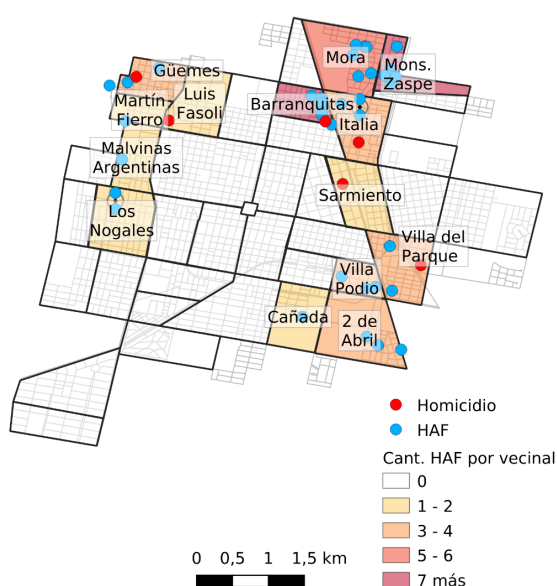 Mora
Mons.
Zaspe
Güemes
Luis
Fasoli
Martín
Fierro
Barranquitas
Italia
Malvinas
Argentinas
Sarmiento
Los
Nogales
Villa del
Parque
Villa
Podio
Cañada
2 de
Abril
Homicidio
HAF
Cant. HAF por vecinal
0
1 - 2
3 - 4
5 - 6
7 más
0 0,5 1 1,5 km